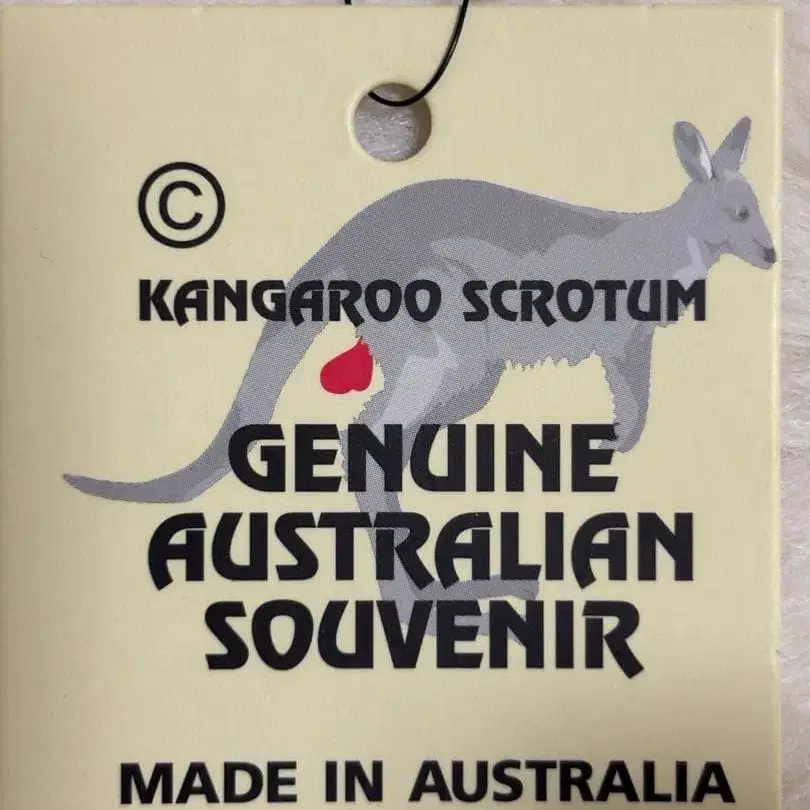 ©
KANGAROO SCROTUM
GENUINE
AUSTRALIAN
SOUVENIR
MADE IN AUSTRALIA